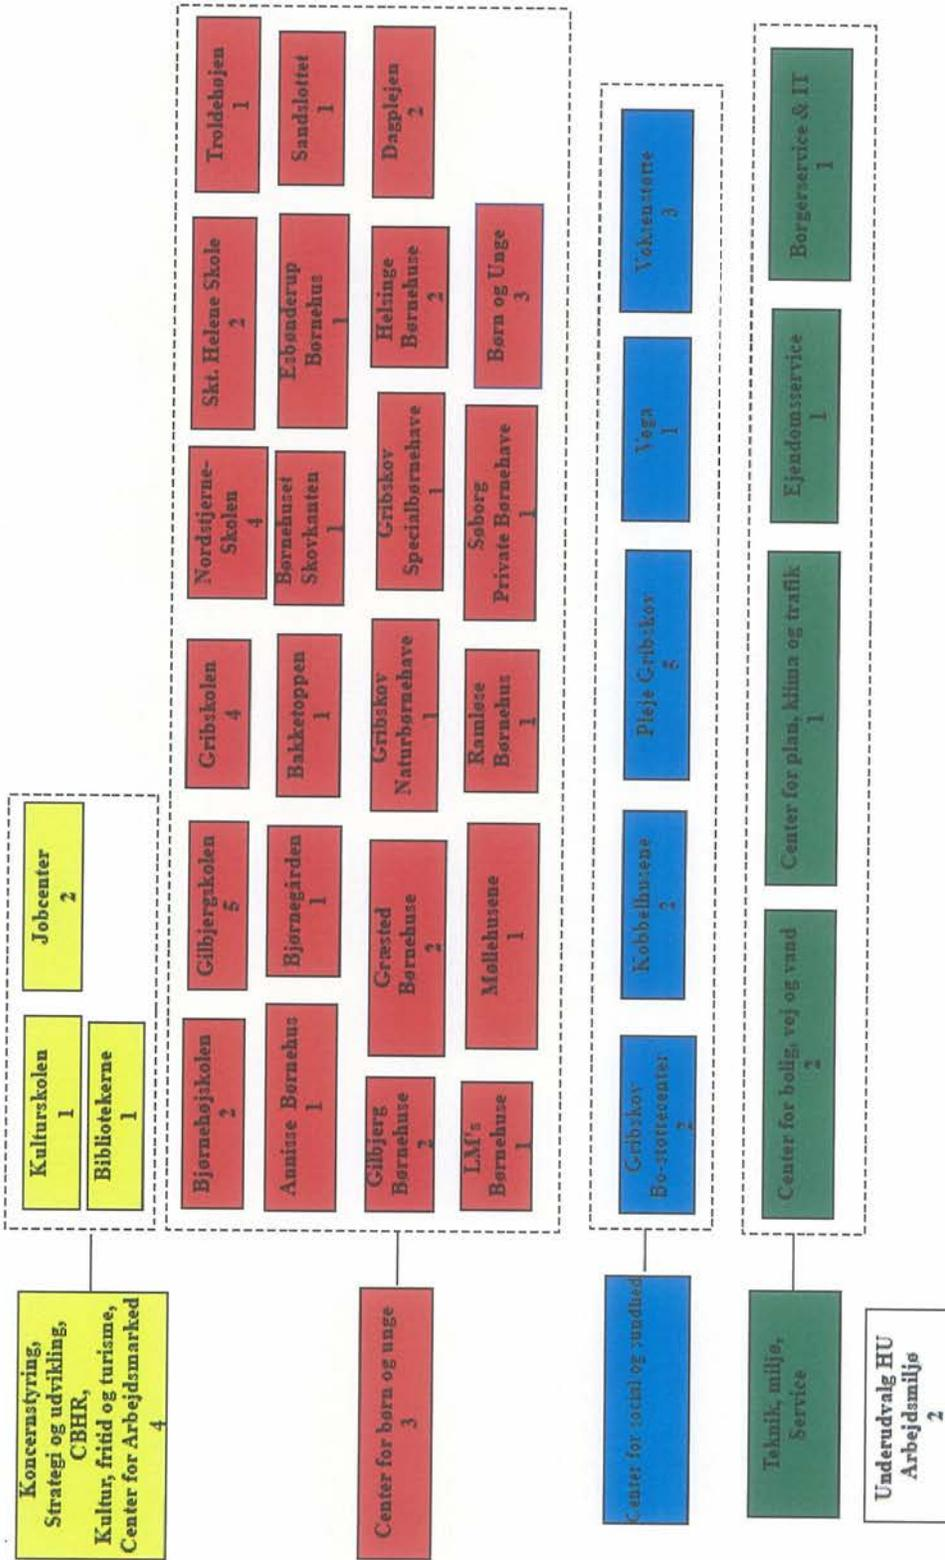 Koncernstyring,
Strategi og udvikling,
CBHR,
Kultur, fritid og turisme,
Center for Arbejdsmarked
4
Kulturskolen
1
Bibliotekerne
1
Jobcenter
2
Center for børn og unge
3
Bjørnehøjskolen
2
Gilbjergskolen
5
Gribskolen
4
Nordstjerne-
Skolen
4
Skt. Helene Skole
2
Troldehøjen
1
Annisse Børnehus
1
Bjørnegården
1
Bakketoppen
1
Børnehuset
Skovkanten
1
Esbønderup
Børnehus
1
Sandslottet
1
Gilbjerg
Børnehuse
2
Græsted
Børnehuse
2
Gribskov
Naturbørnehave
1
Gribskov
Specialbørnehave
1
Helsinge
Børnehuse
2
Dagplejen
2
LM's
Børnehuse
1
Møllehusene
1
Ramløse
Børnehus
1
Søborg
Private Børnehave
1
Børn og Unge
3
Center for social og sundhed
Gribskov
Bo-støttecenter
2
Kobbelhusene
2
Pleje Gribskov
5
Vega
1
Voksenstøtte
3
Teknik, miljø,
Service
Center for bolig, vej og vand
2
Center for plan, klima og trafik
1
Ejendomsservice
1
Borgerservice & IT
1
Underudvalg HU
Arbejdsmiljø
2